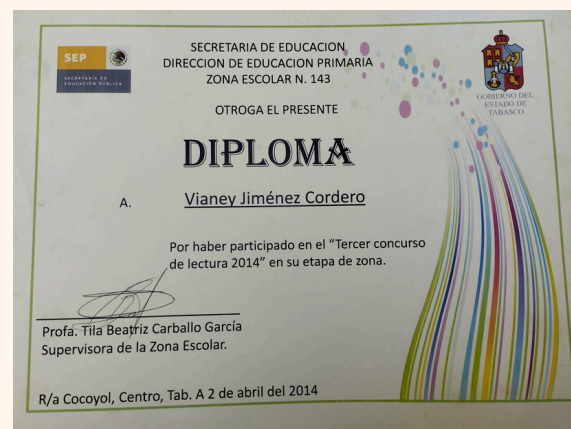 SEP
SECRETARÍA DE
EDUCACIÓN PÚBLICA
SECRETARIA DE EDUCACION
DIRECCION DE EDUCACION PRIMARIA
ZONA ESCOLAR N. 143
GOBIERNO DEL
ESTADO DE
TABASCO
OTROGA EL PRESENTE
DIPLOMA
A. Vianey Jiménez Cordero
Por haber participado en el “Tercer concurso
de lectura 2014” en su etapa de zona.
Profa. Tila Beatriz Carballo García
Supervisora de la Zona Escolar.
R/a Cocoyol, Centro, Tab. A 2 de abril del 2014